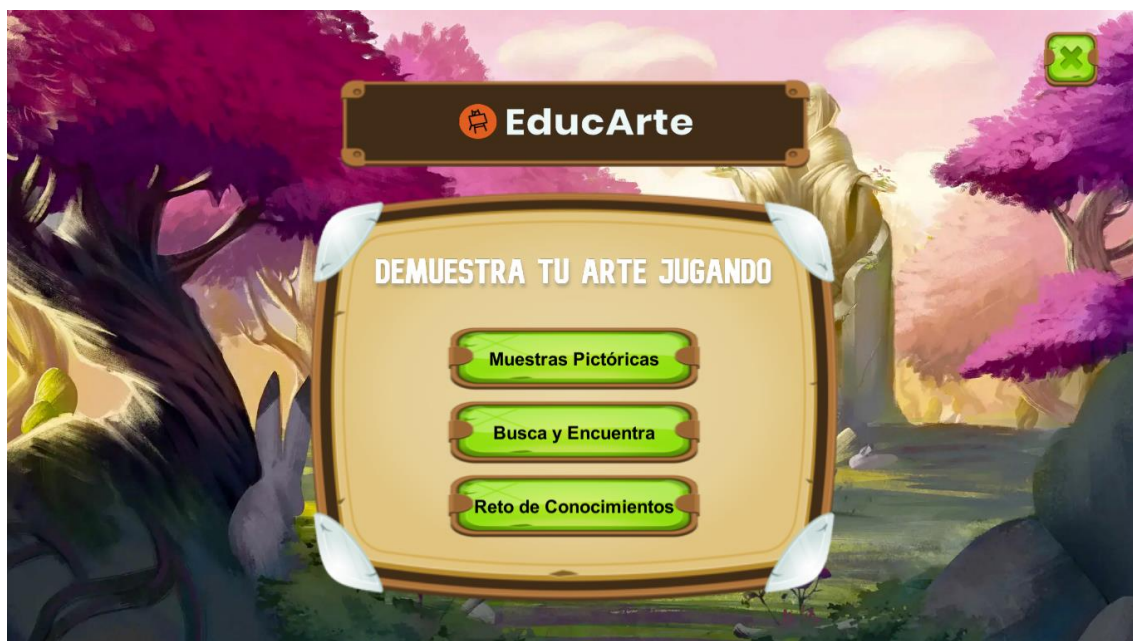 EducArte
DEMUESTRA TU ARTE JUGANDO
Muestras Pictóricas
Busca y Encuentra
Reto de Conocimientos